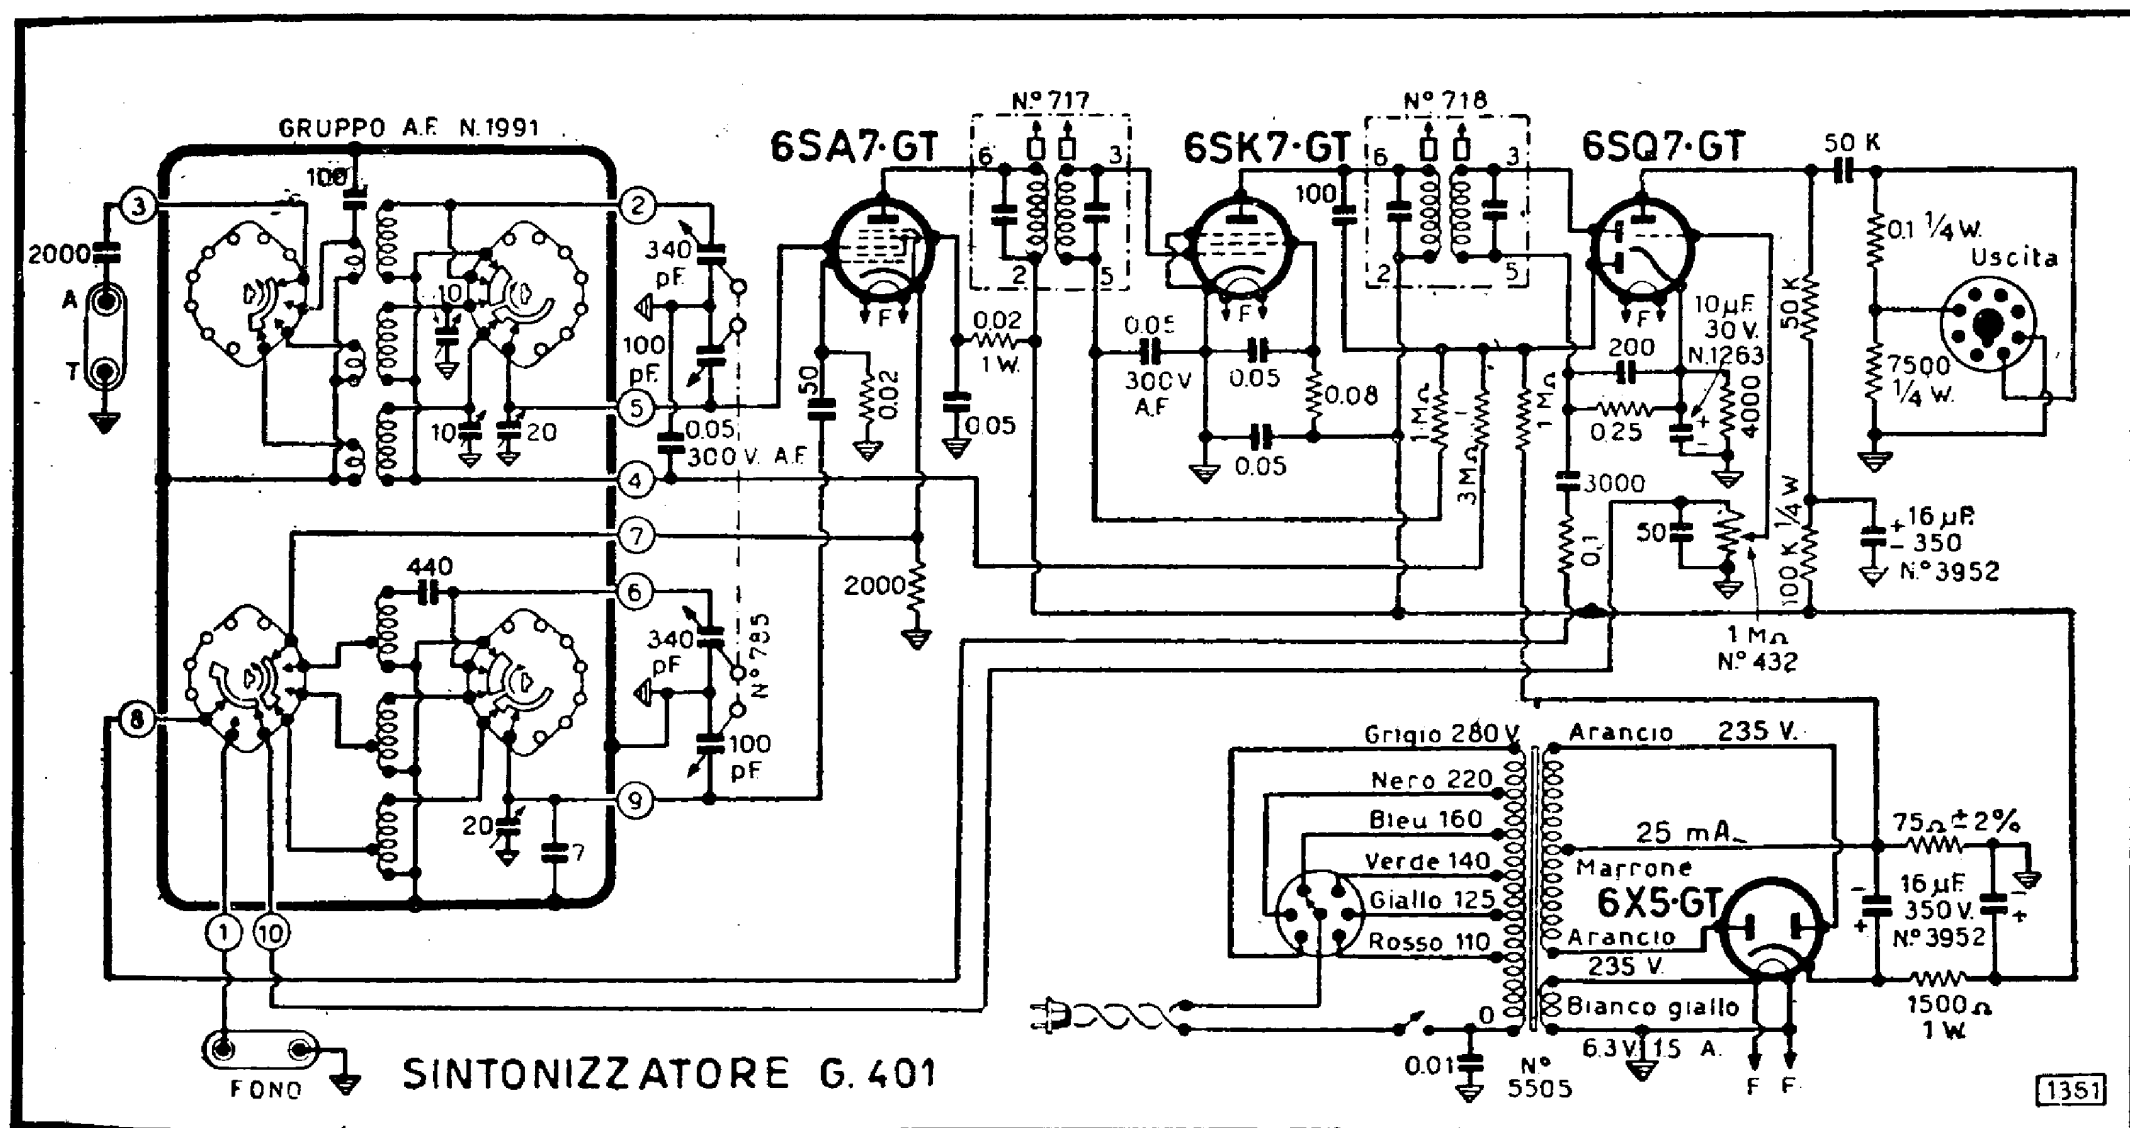 GRUPPO A.F. N.1991
N.º 717
Nº 718
6SA7·GT
6SK7·GT
6SQ7·GT
50 K
100
3
2
2000
A
T
340
pF.
100
pF.
10
5
10
20
0.05
300 V. A.F.
4
7
440
6
340
pF
Nº 785
8
100
pF.
20
7
9
1
10
FONO
6
3
2
5
F
50
0.02
0.02
1 W.
0.05
2000
0.05
300 V
A.F
100
F
0.05
0.08
0.05
6
3
2
5
1 MΩ
3 MΩ
1 MΩ
F
200
10 µF.
30 V.
N.1263
0.25
4000
3000
0.1
50
50 K
100 K 1/4 W
0.1 1/4 W.
Uscita
7500
1/4 W.
+ 16 µF.
- 350
N.º 3952
1 MΩ
N.º 432
Grigio 280 V.
Nero 220
Bleu 160
Verde 140
Giallo 125
Rosso 110
0
Arancio 235 V.
25 mA
Marrone
6X5·GT
Arancio
235 V.
Bianco giallo
6.3 V. 1.5 A.
75Ω ±2%
-
16 µF.
350 V.
+
N.º 3952
-
+
1500 Ω
1 W.
0.01
Nº
5505
F F
SINTONIZZATORE G. 401
1351